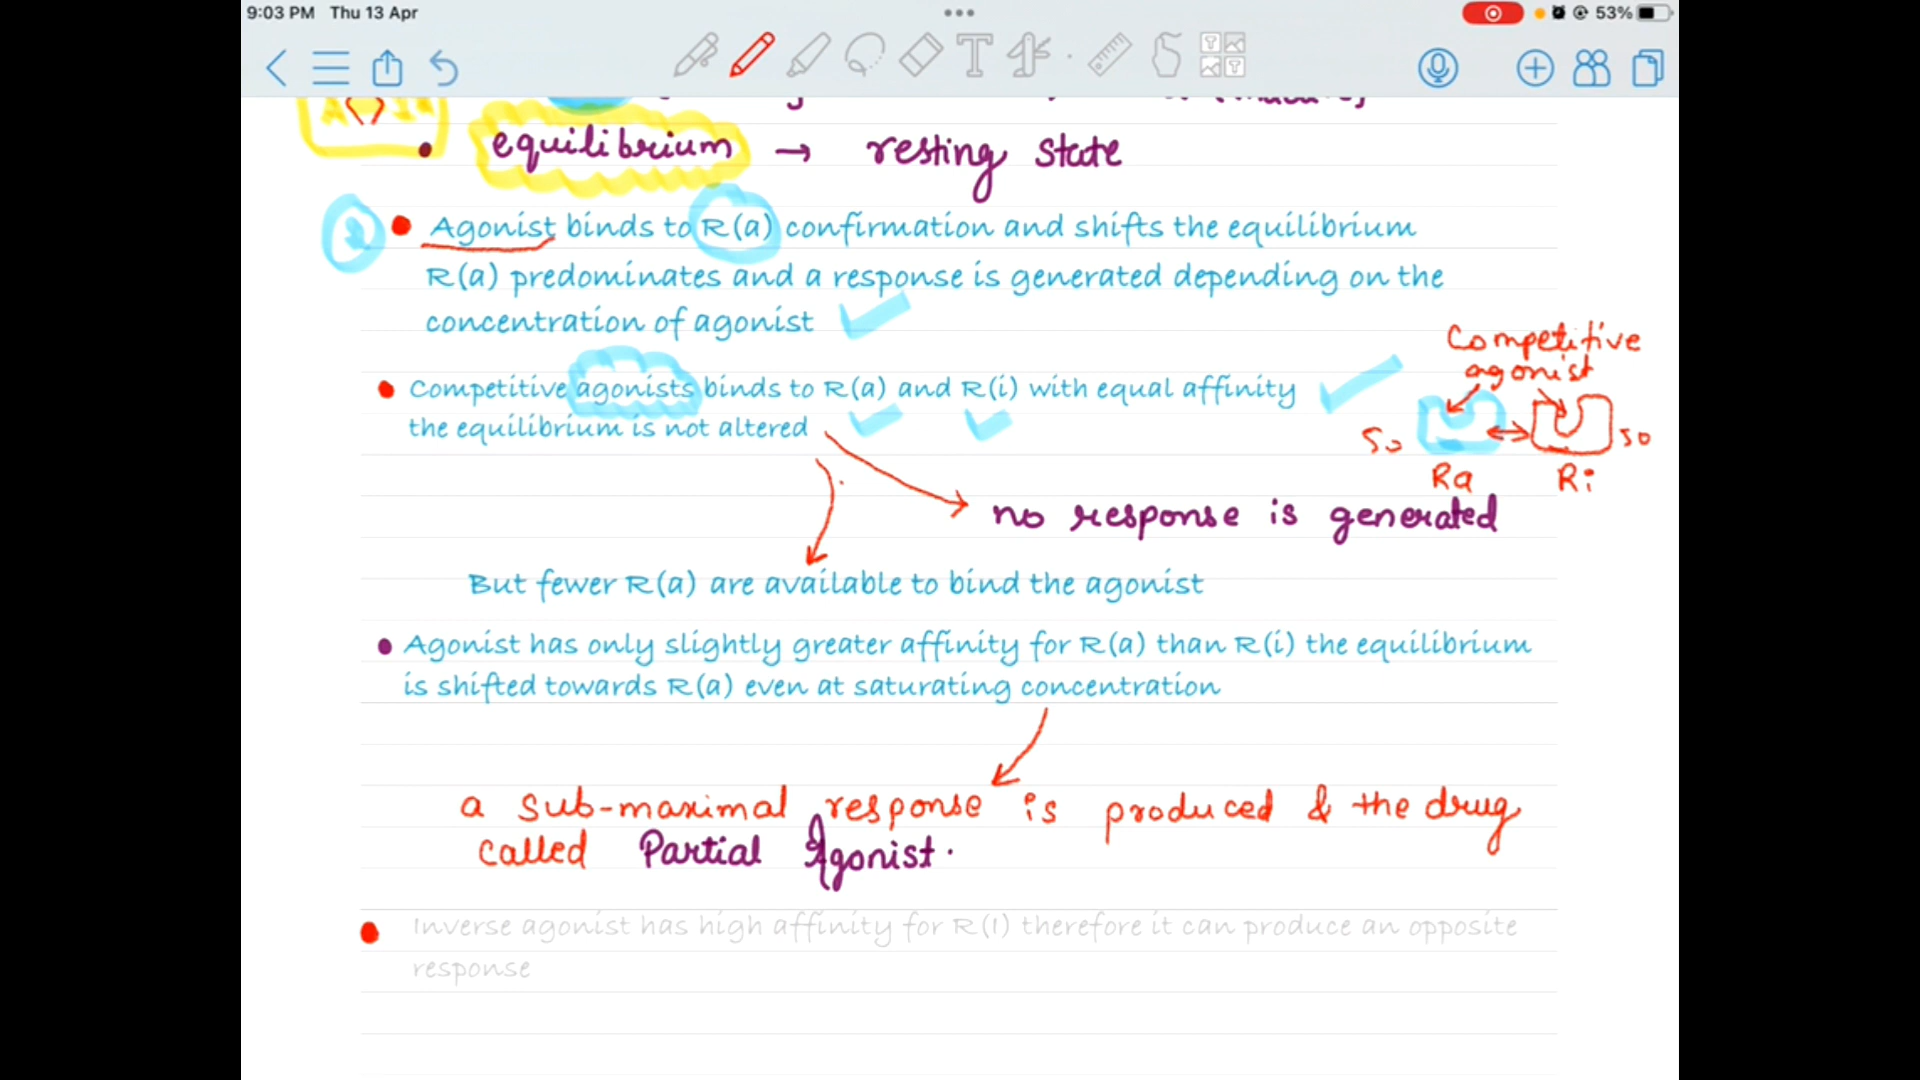 9:03 PM Thu 13 Apr
53%
equilibrium → resting state
Agonist binds to R(a) confirmation and shifts the equilibrium
R(a) predominates and a response is generated depending on the
concentration of agonist
Competitive
agonist
Competitive agonists binds to R(a) and R(i) with equal affinity
the equilibrium is not altered
50
Ra Ri
no response is generated
But fewer R(a) are available to bind the agonist
Agonist has only slightly greater affinity for R(a) than R(i) the equilibrium
is shifted towards R(a) even at saturating concentration
a sub-maximal response is produced & the drug
called Partial Agonist.
Inverse agonist has high affinity for R(I) therefore it can produce an opposite
response